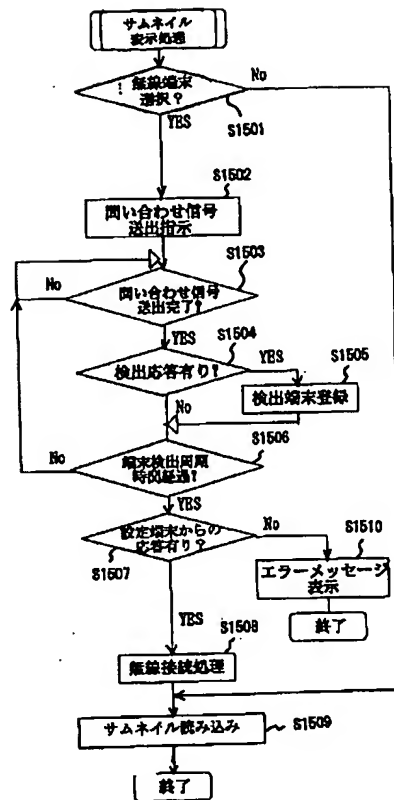 サムネイル
表示処理
無線端末
選択?
No
S1501
YES
S1502
問い合わせ信号
送出指示
S1503
No
問い合わせ信号
送出完了?
YES
S1504
検出応答有り?
YES
S1505
検出端末登録
No
S1506
No
端末検出周期
時間経過?
YES
設定端末からの
応答有り?
No
S1507
S1510
エラーメッセージ
表示
終了
YES
S1508
無線接続処理
サムネイル読み込み
S1509
終了